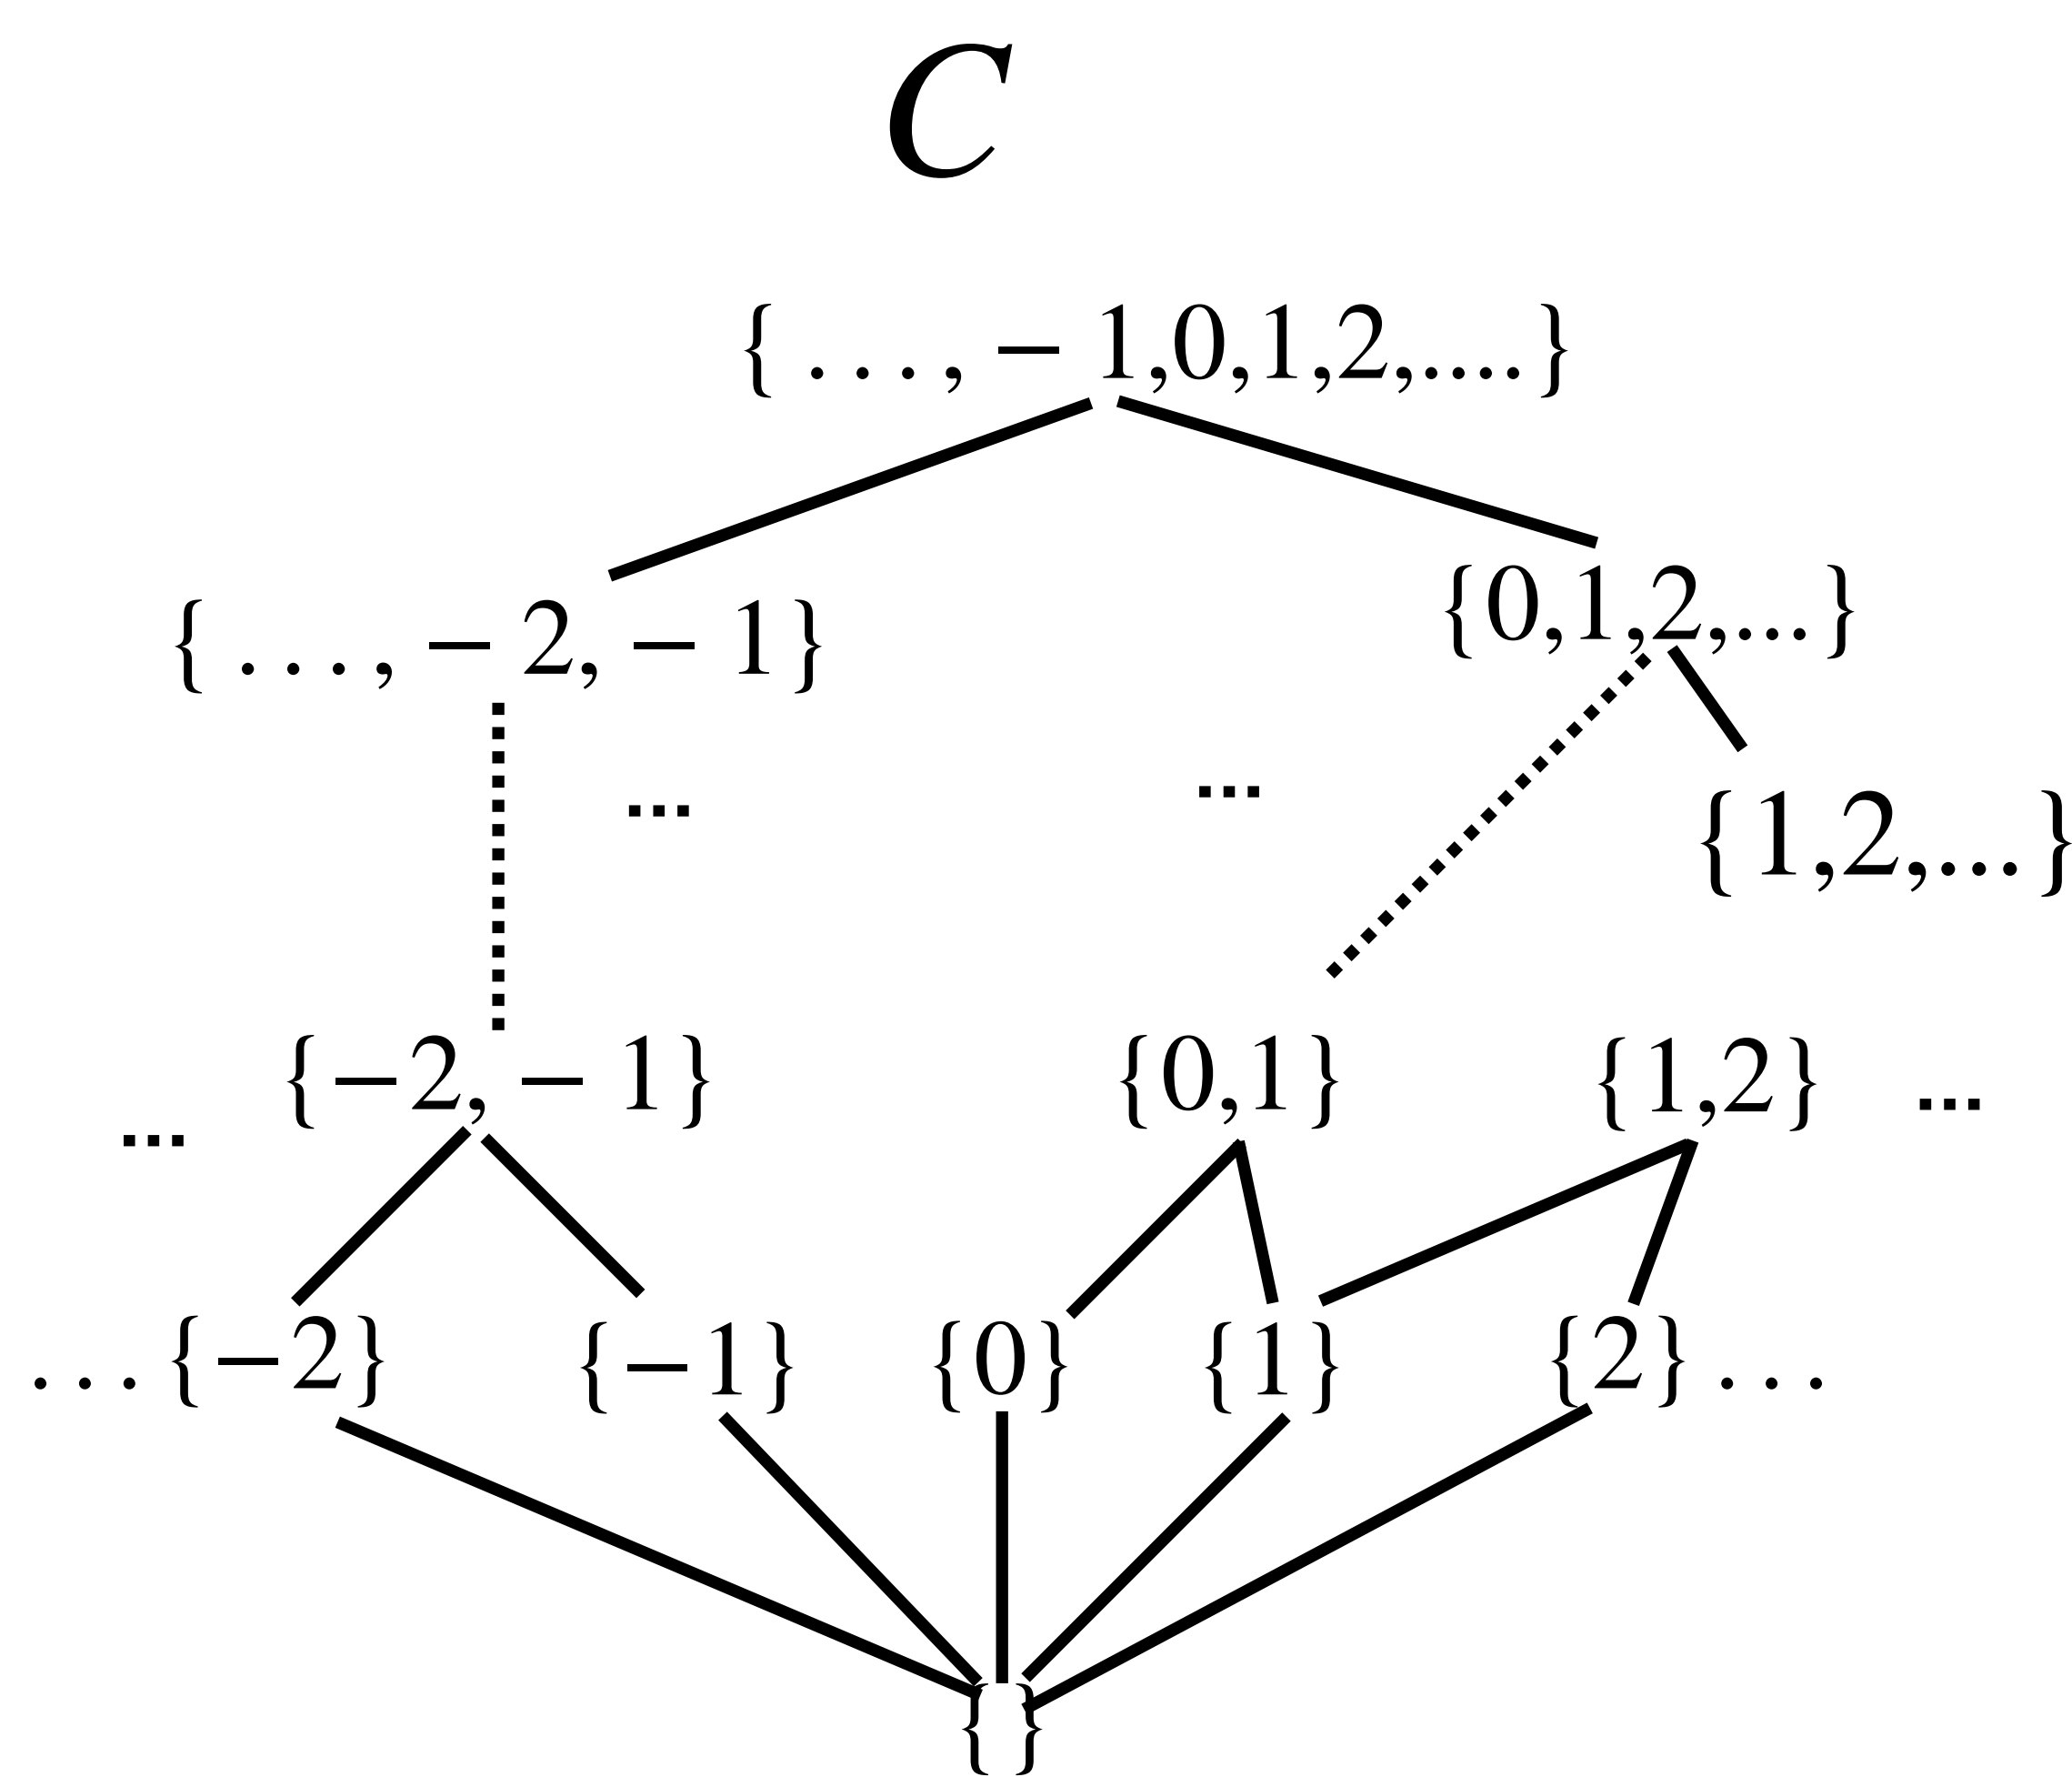 C
{ . . . , − 1,0,1,2,..... }
{ . . . , − 2, − 1}
{0,1,2,...}
... ...
{1,2,... }
{−2, − 1} {0,1} {1,2} ...
...
. . . {−2} {−1} {0} {1} {2} . . .
{ }